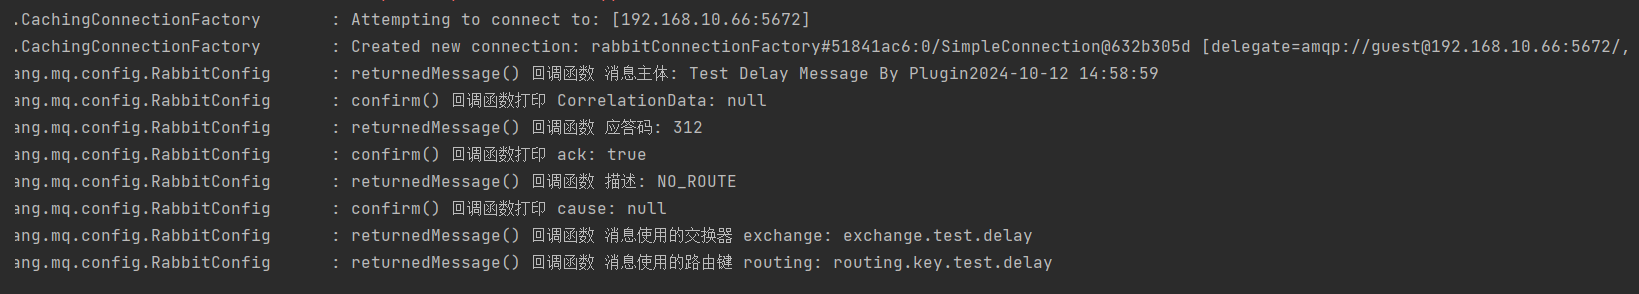 .CachingConnectionFactory : Attempting to connect to: [192.168.10.66:5672]
.CachingConnectionFactory : Created new connection: rabbitConnectionFactory#51841ac6:0/SimpleConnection@632b305d [delegate=amqp://guest@192.168.10.66:5672/,
ang.mq.config.RabbitConfig : returnedMessage() 回调函数 消息主体: Test Delay Message By Plugin2024-10-12 14:58:59
ang.mq.config.RabbitConfig : confirm() 回调函数打印 CorrelationData: null
ang.mq.config.RabbitConfig : returnedMessage() 回调函数 应答码: 312
ang.mq.config.RabbitConfig : confirm() 回调函数打印 ack: true
ang.mq.config.RabbitConfig : returnedMessage() 回调函数 描述: NO_ROUTE
ang.mq.config.RabbitConfig : confirm() 回调函数打印 cause: null
ang.mq.config.RabbitConfig : returnedMessage() 回调函数 消息使用的交换器 exchange: exchange.test.delay
ang.mq.config.RabbitConfig : returnedMessage() 回调函数 消息使用的路由键 routing: routing.key.test.delay